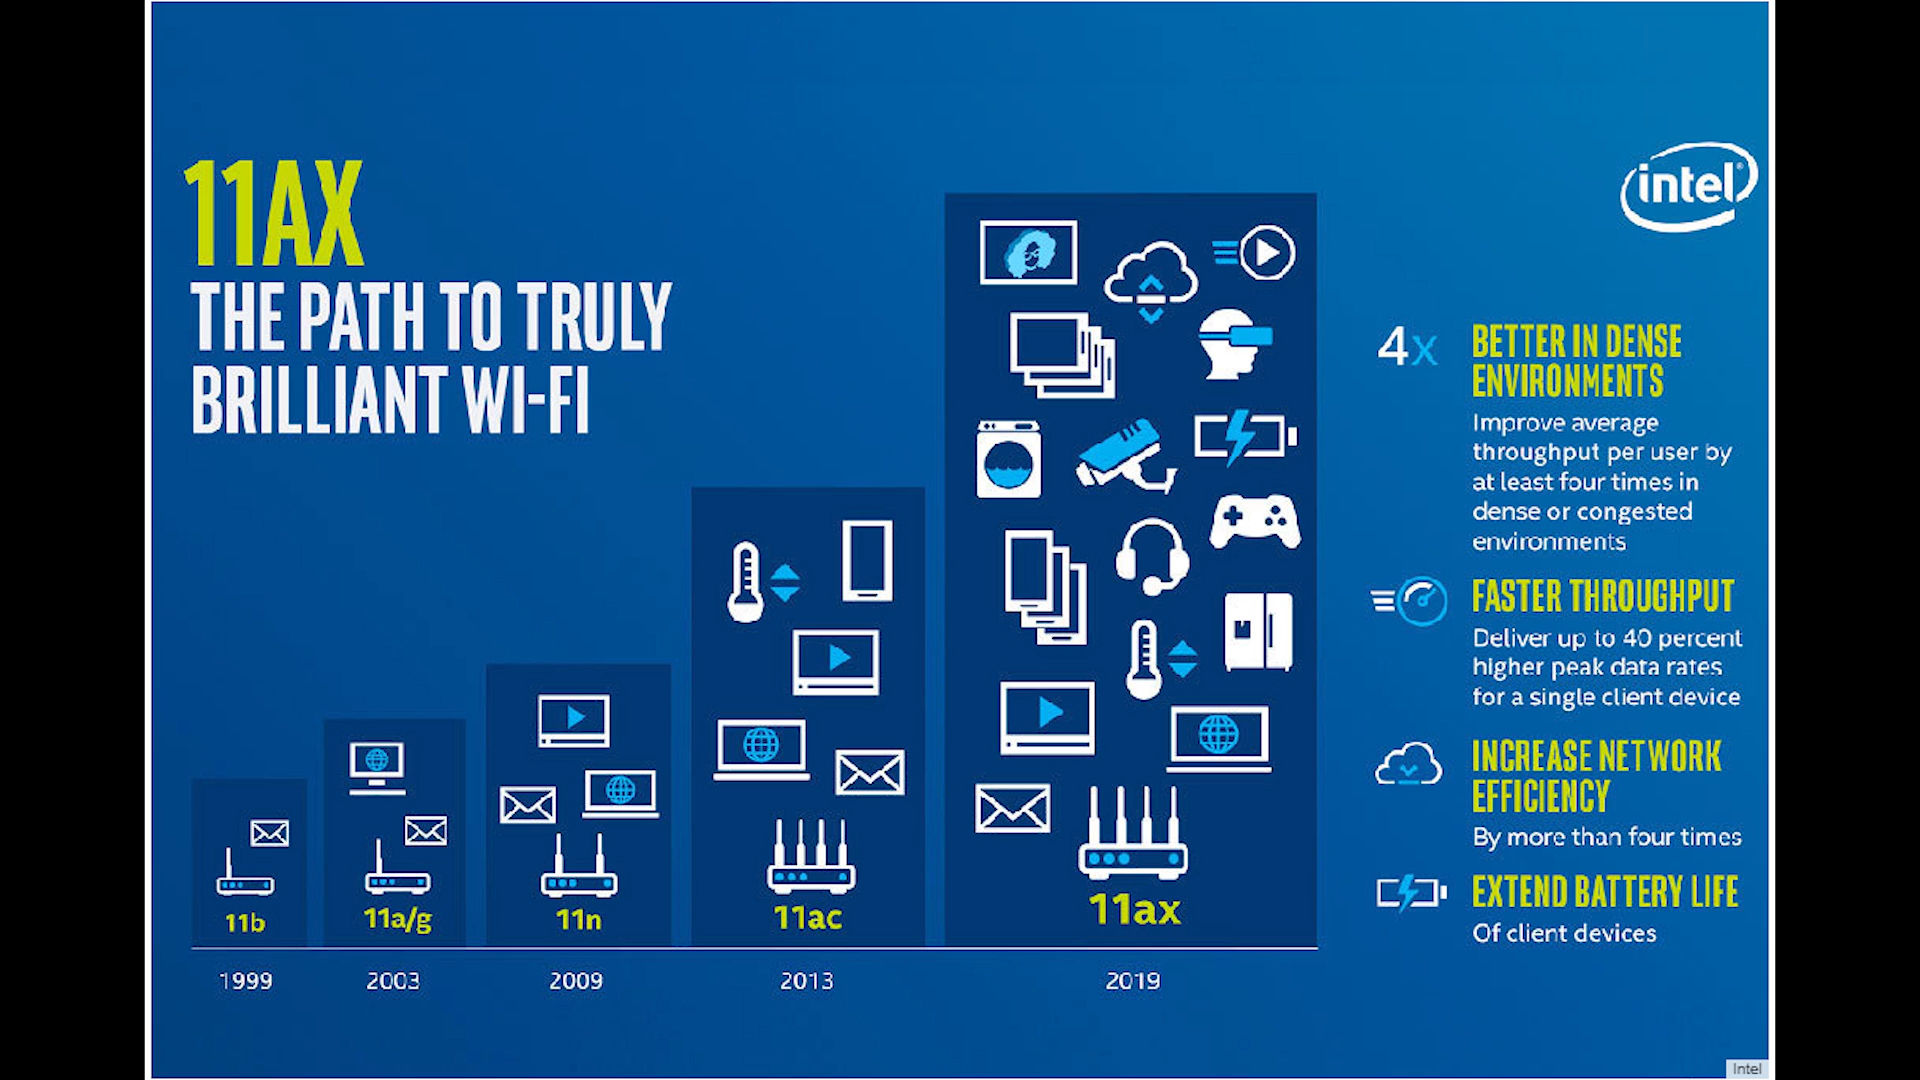 11AX
THE PATH TO TRULY
BRILLIANT WI-FI
intel®
4x
BETTER IN DENSE
ENVIRONMENTS
Improve average
throughput per user by
at least four times in
dense or congested
environments
FASTER THROUGHPUT
Deliver up to 40 percent
higher peak data rates
for a single client device
INCREASE NETWORK
EFFICIENCY
By more than four times
EXTEND BATTERY LIFE
Of client devices
11b
11a/g
11n
11ac
11ax
1999
2003
2009
2013
2019
Intel